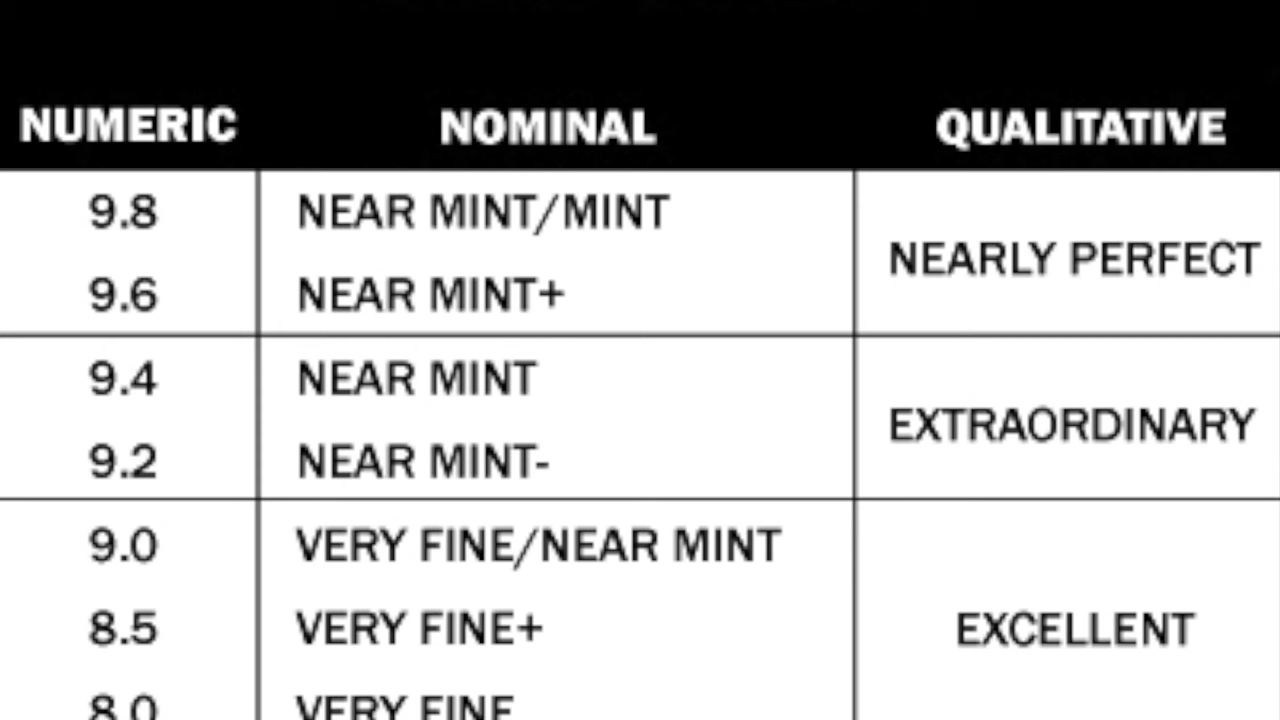 NUMERIC NOMINAL QUALITATIVE
9.8 NEAR MINT/MINT
NEARLY PERFECT
9.6 NEAR MINT+
9.4 NEAR MINT
EXTRAORDINARY
9.2 NEAR MINT-
9.0 VERY FINE/NEAR MINT
8.5 VERY FINE+ EXCELLENT
8.0 VERY FINE